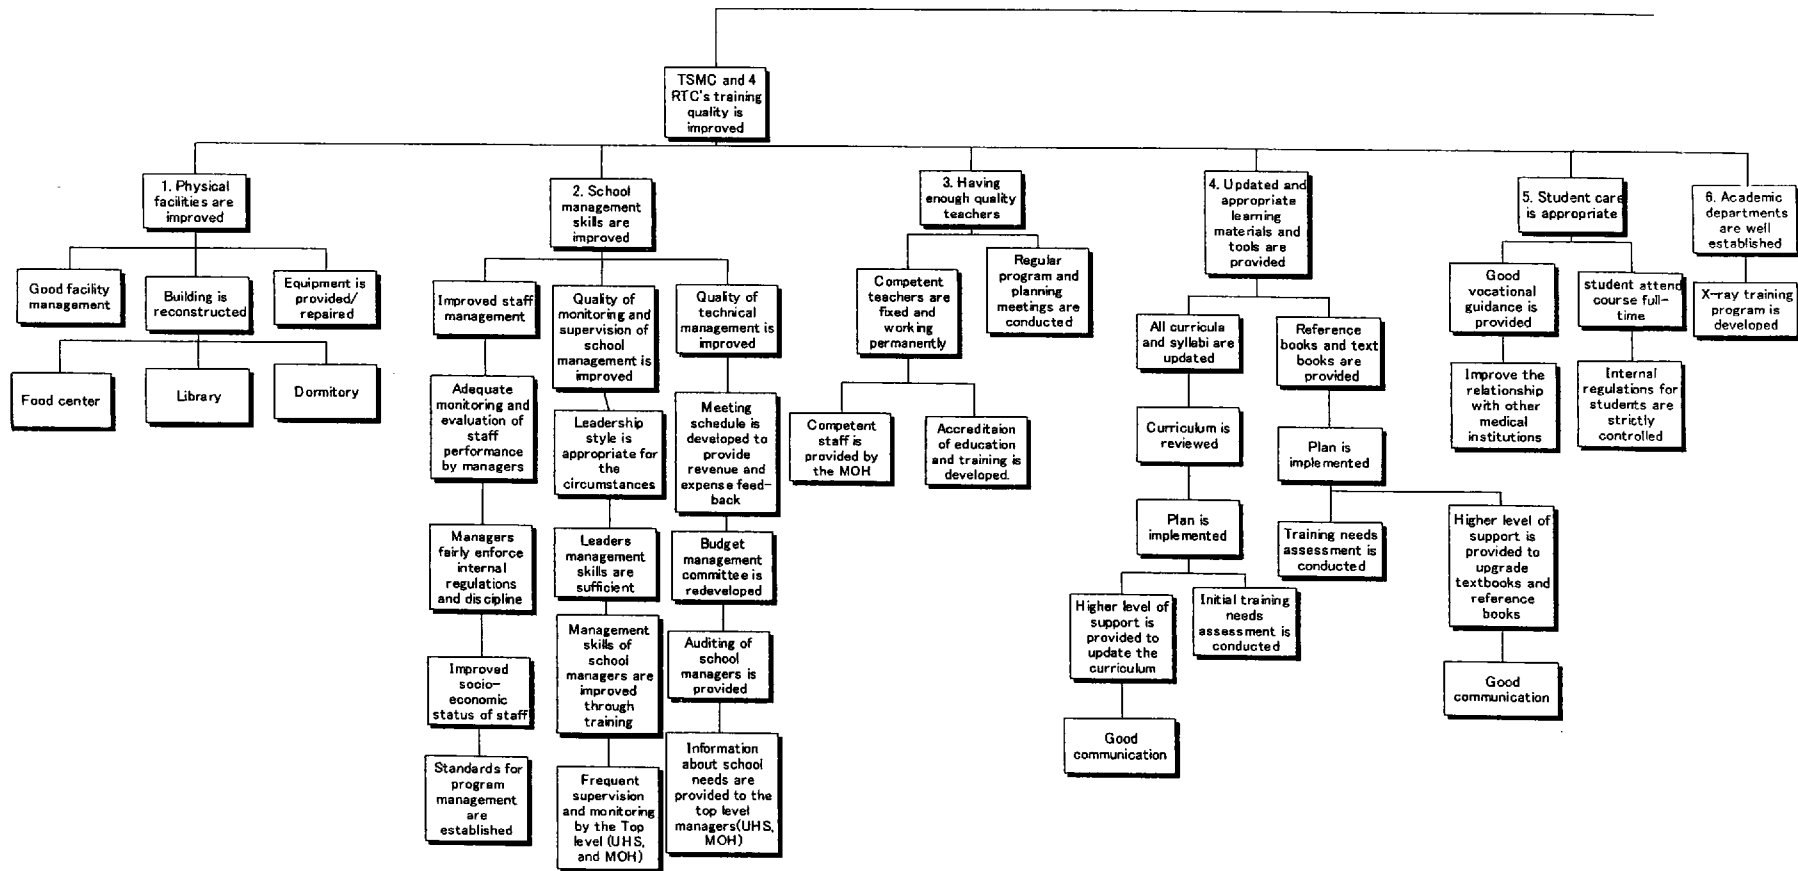 TSMC and 4
RTC's training
quality is
improved
1. Physical
facilities are
improved
2. School
management
skills are
improved
3. Having
enough quality
teachers
4. Updated and
appropriate
learning
materials and
tools are
provided
5. Student care
is appropriate
6. Academic
departments
are well
established
Good facility
management
Building is
reconstructed
Equipment is
provided/
repaired
Food center
Library
Dormitory
Improved staff
management
Quality of
monitoring and
supervision of
school
management is
improved
Quality of
technical
management is
improved
Adequate
monitoring and
evaluation of
staff
performance
by managers
Leadership
style is
appropriate for
the
circumstances
Meeting
schedule is
developed to
provide
revenue and
expense feed-
back
Managers
fairly enforce
internal
regulations
and discipline
Leaders
management
skills are
sufficient
Budget
management
committee is
redeveloped
Improved
socio-
economic
status of staff
Management
skills of
school
managers are
improved
through
training
Auditing of
school
managers is
provided
Standards for
program
management
are
established
Frequent
supervision
and monitoring
by the Top
level (UHS,
and MOH)
Information
about school
needs are
provided to the
top level
managers(UHS,
MOH)
Competent
teachers are
fixed and
working
permanently
Regular
program and
planning
meetings are
conducted
Competent
staff is
provided by
the MOH
Accreditaion
of education
and training is
developed.
All curricula
and syllabi are
updated
Reference
books and text
books are
provided
Curriculum is
reviewed
Plan is
implemented
Plan is
implemented
Training needs
assessment is
conducted
Higher level of
support is
provided to
upgrade
textbooks and
reference
books
Higher level of
support is
provided to
update the
curriculum
Initial training
needs
assessment is
conducted
Good
communication
Good
communication
Good
vocational
guidance is
provided
student attend
course full-
time
Improve the
relationship
with other
medical
institutions
Internal
regulations for
students are
strictly
controlled
X-ray training
program is
developed